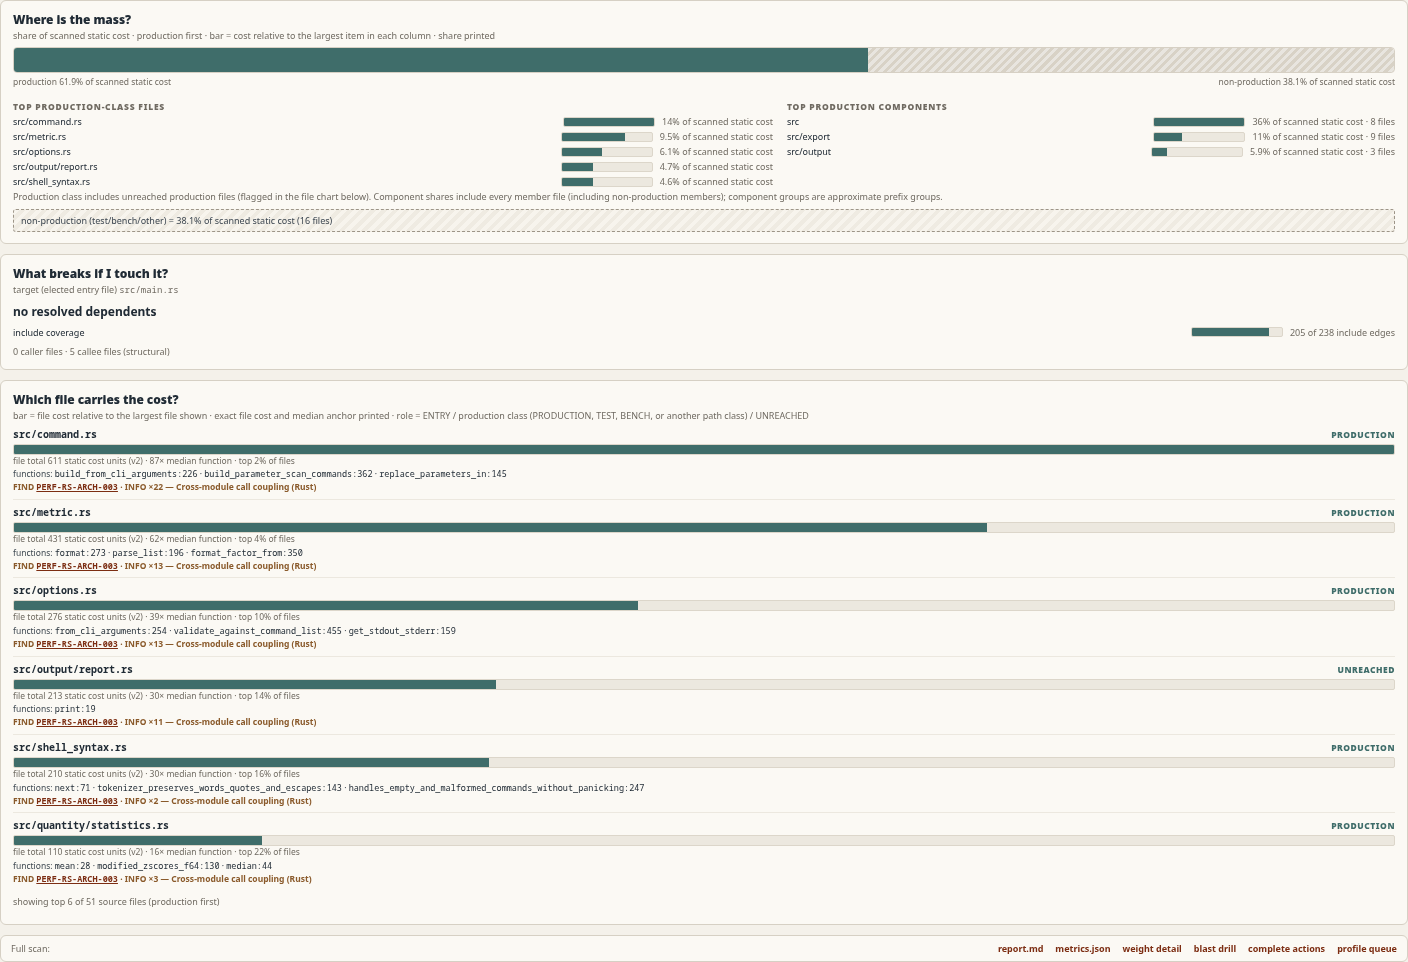 Where is the mass?
share of scanned static cost · production first · bar = cost relative to the largest item in each column · share printed
production 61.9% of scanned static cost
non-production 38.1% of scanned static cost
TOP PRODUCTION-CLASS FILES
src/command.rs 14% of scanned static cost
src/metric.rs 9.5% of scanned static cost
src/options.rs 6.1% of scanned static cost
src/output/report.rs 4.7% of scanned static cost
src/shell_syntax.rs 4.6% of scanned static cost
TOP PRODUCTION COMPONENTS
src 36% of scanned static cost · 8 files
src/export 11% of scanned static cost · 9 files
src/output 5.9% of scanned static cost · 3 files
Production class includes unreached production files (flagged in the file chart below). Component shares include every member file (including non-production members); component groups are approximate prefix groups.
non-production (test/bench/other) = 38.1% of scanned static cost (16 files)
What breaks if I touch it?
target (elected entry file) src/main.rs
no resolved dependents
include coverage 205 of 238 include edges
0 caller files · 5 callee files (structural)
Which file carries the cost?
bar = file cost relative to the largest file shown · exact file cost and median anchor printed · role = ENTRY / production class (PRODUCTION, TEST, BENCH, or another path class) / UNREACHED
src/command.rs PRODUCTION
file total 611 static cost units (v2) · 87× median function · top 2% of files
functions: build_from_cli_arguments:226 · build_parameter_scan_commands:362 · replace_parameters_in:145
FIND PERF-RS-ARCH-003 · INFO ×22 — Cross-module call coupling (Rust)
src/metric.rs PRODUCTION
file total 431 static cost units (v2) · 62× median function · top 4% of files
functions: format:273 · parse_list:196 · format_factor_from:350
FIND PERF-RS-ARCH-003 · INFO ×13 — Cross-module call coupling (Rust)
src/options.rs PRODUCTION
file total 276 static cost units (v2) · 39× median function · top 10% of files
functions: from_cli_arguments:254 · validate_against_command_list:455 · get_stdout_stderr:159
FIND PERF-RS-ARCH-003 · INFO ×13 — Cross-module call coupling (Rust)
src/output/report.rs UNREACHED
file total 213 static cost units (v2) · 30× median function · top 14% of files
functions: print:19
FIND PERF-RS-ARCH-003 · INFO ×11 — Cross-module call coupling (Rust)
src/shell_syntax.rs PRODUCTION
file total 210 static cost units (v2) · 30× median function · top 16% of files
functions: next:71 · tokenizer_preserves_words_quotes_and_escapes:143 · handles_empty_and_malformed_commands_without_panicking:247
FIND PERF-RS-ARCH-003 · INFO ×2 — Cross-module call coupling (Rust)
src/quantity/statistics.rs PRODUCTION
file total 110 static cost units (v2) · 16× median function · top 22% of files
functions: mean:28 · modified_zscores_f64:130 · median:44
FIND PERF-RS-ARCH-003 · INFO ×3 — Cross-module call coupling (Rust)
showing top 6 of 51 source files (production first)
Full scan: report.md metrics.json weight detail blast drill complete actions profile queue